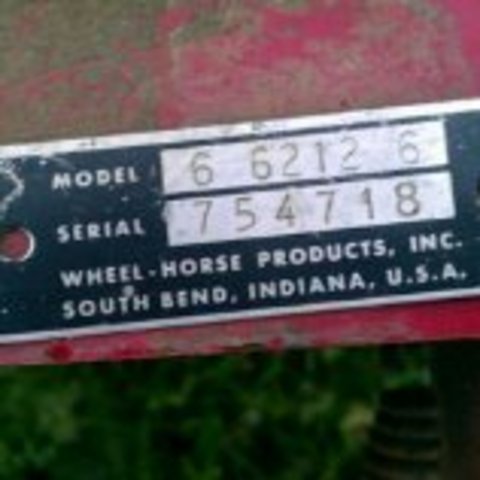 MODEL 6 6212 6
SERIAL 754718
WHEEL-HORSE PRODUCTS, INC.
SOUTH BEND, INDIANA, U.S.A.